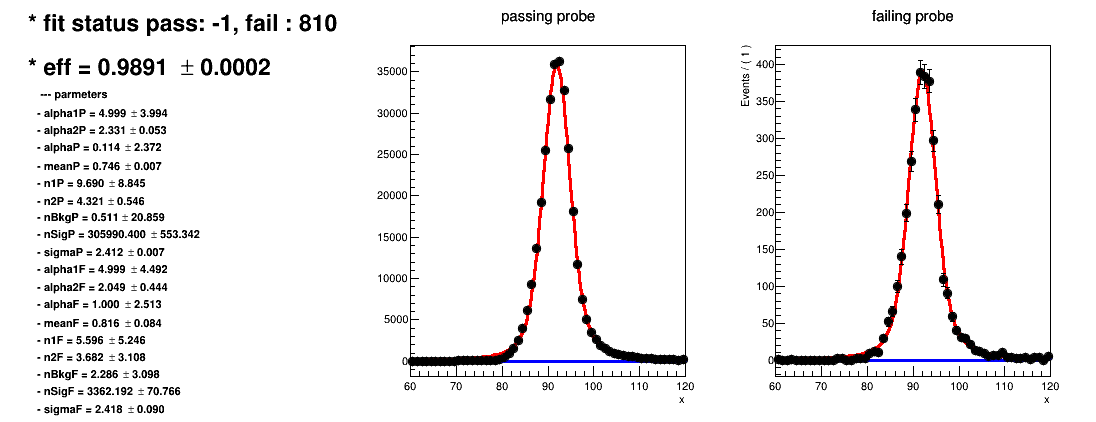 * fit status pass: -1, fail : 810
* eff = 0.9891 ± 0.0002
--- parmeters
- alpha1P = 4.999 ± 3.994
- alpha2P = 2.331 ± 0.053
- alphaP = 0.114 ± 2.372
- meanP = 0.746 ± 0.007
- n1P = 9.690 ± 8.845
- n2P = 4.321 ± 0.546
- nBkgP = 0.511 ± 20.859
- nSigP = 305990.400 ± 553.342
- sigmaP = 2.412 ± 0.007
- alpha1F = 4.999 ± 4.492
- alpha2F = 2.049 ± 0.444
- alphaF = 1.000 ± 2.513
- meanF = 0.816 ± 0.084
- n1F = 5.596 ± 5.246
- n2F = 3.682 ± 3.108
- nBkgF = 2.286 ± 3.098
- nSigF = 3362.192 ± 70.766
- sigmaF = 2.418 ± 0.090
passing probe
35000
30000
25000
20000
15000
10000
5000
0
60 70 80 90 100 110 120
x
failing probe
Events / ( 1 )
400
350
300
250
200
150
100
50
0
60 70 80 90 100 110 120
x